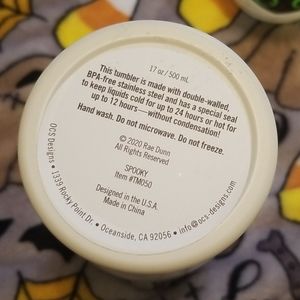 17 oz / 500 mL
This tumbler is made with double-walled,
BPA-free stainless steel and has a special seal
to keep liquids cold for up to 24 hours or hot for
up to 12 hours—without condensation!
Hand wash. Do not microwave. Do not freeze.
© 2020 Rae Dunn
All Rights Reserved
SPOOKY
Item #TM050
Designed in the U.S.A.
Made in China
OCS Designs • 1339 Rocky Point Dr • Oceanside, CA 92056 • info@ocs-designs.com